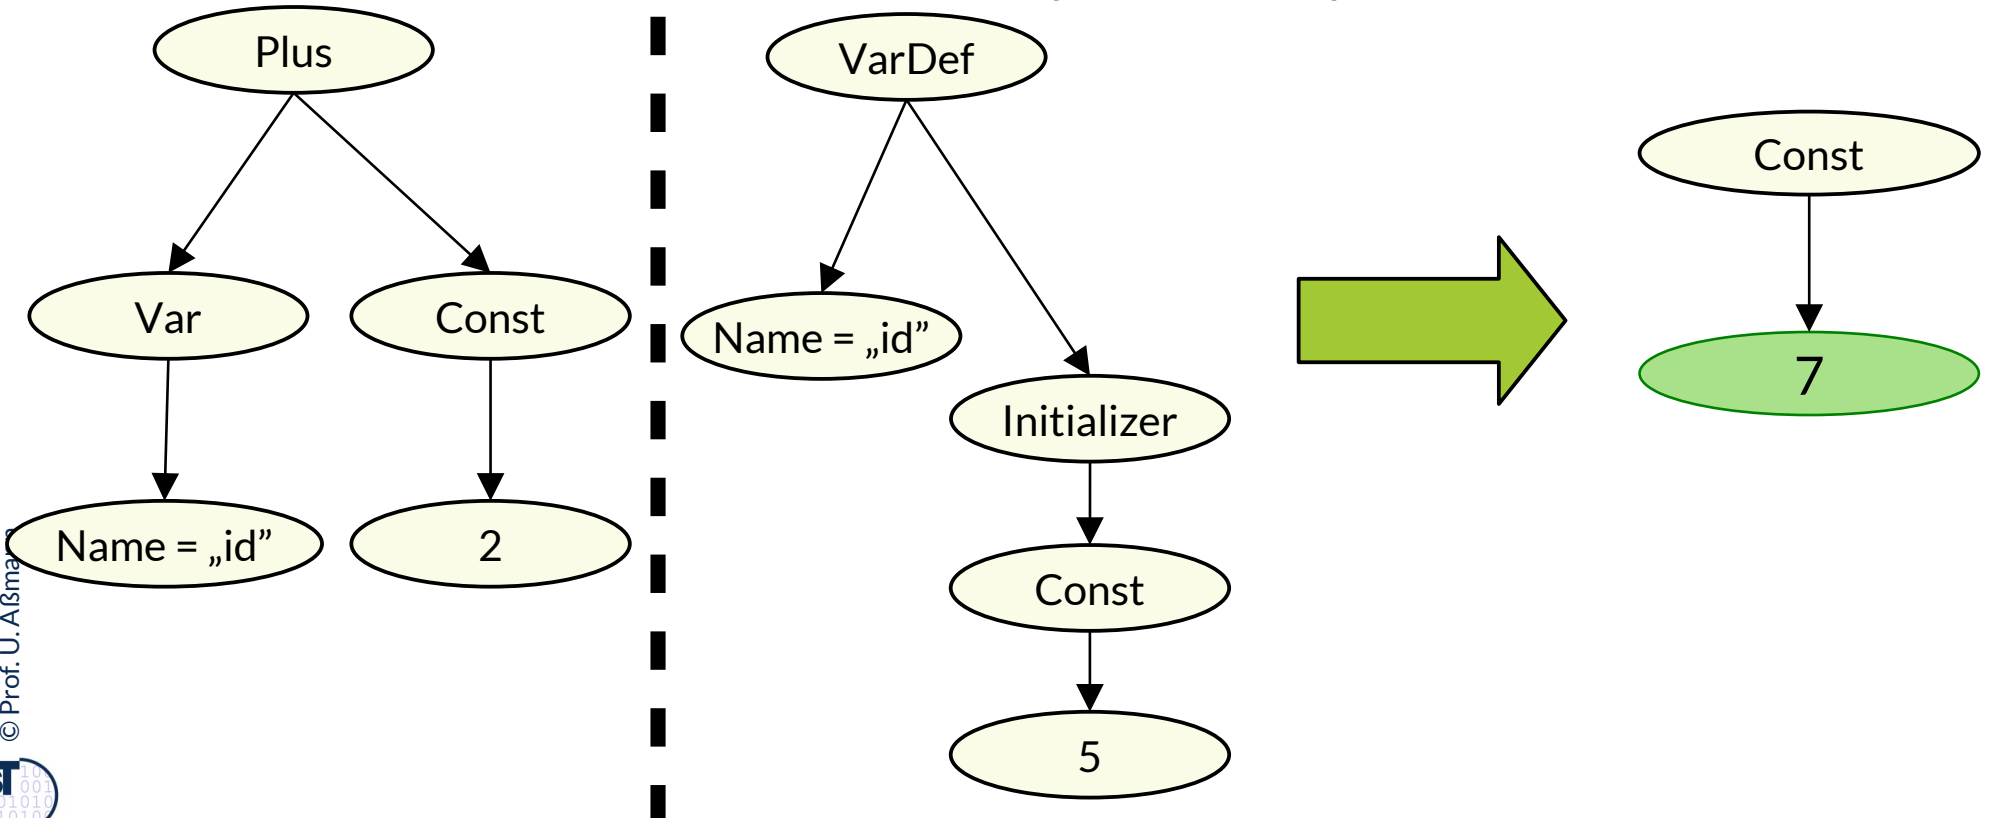 Plus
Var
Const
Name = „id”
2
VarDef
Name = „id”
Initializer
Const
5
Const
7
© Prof. U. Aßmann